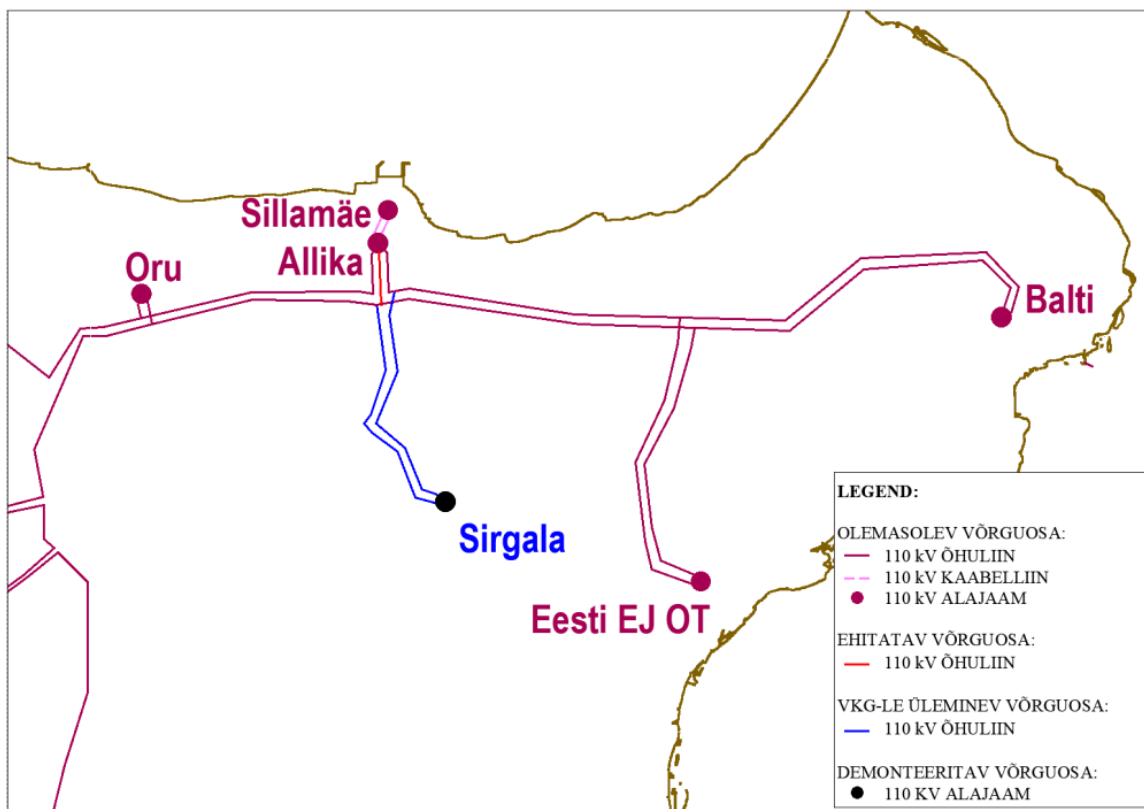 Sillamäe
Allika
Oru
Balti
Sirgala
Eesti EJ OT
LEGEND:
OLEMASOLEV VÕRGUOSA:
110 kV ÕHULIIN
110 kV KAABELLIIN
110 kV ALAJAAM
EHITATAV VÕRGUOSA:
110 kV ÕHULIIN
VKG-LE ÜLEMINEV VÕRGUOSA:
110 kV ÕHULIIN
DEMONTEERITAV VÕRGUOSA:
110 KV ALAJAAM